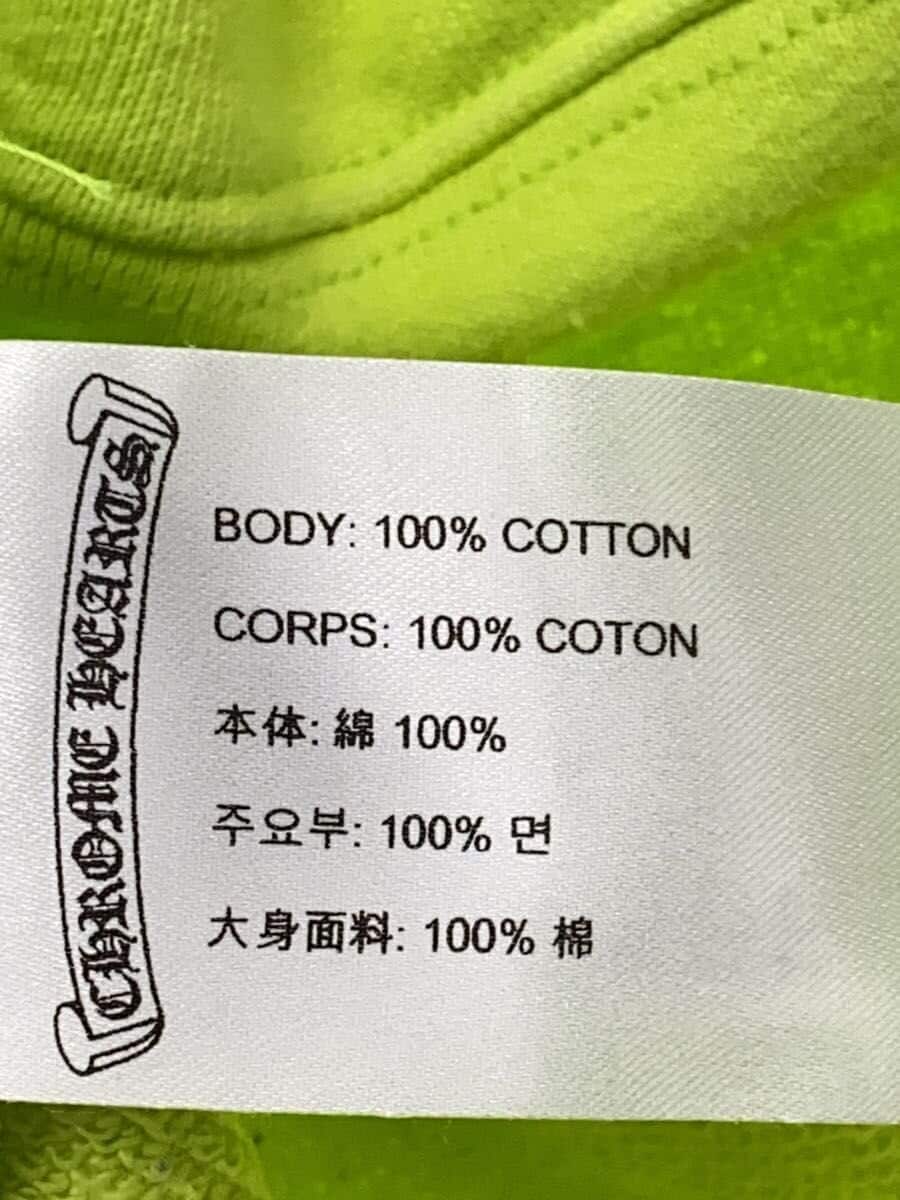 CHROME HEARTS
BODY: 100% COTTON
CORPS: 100% COTON
本体: 綿 100%
주요부: 100% 면
大身面料: 100% 棉